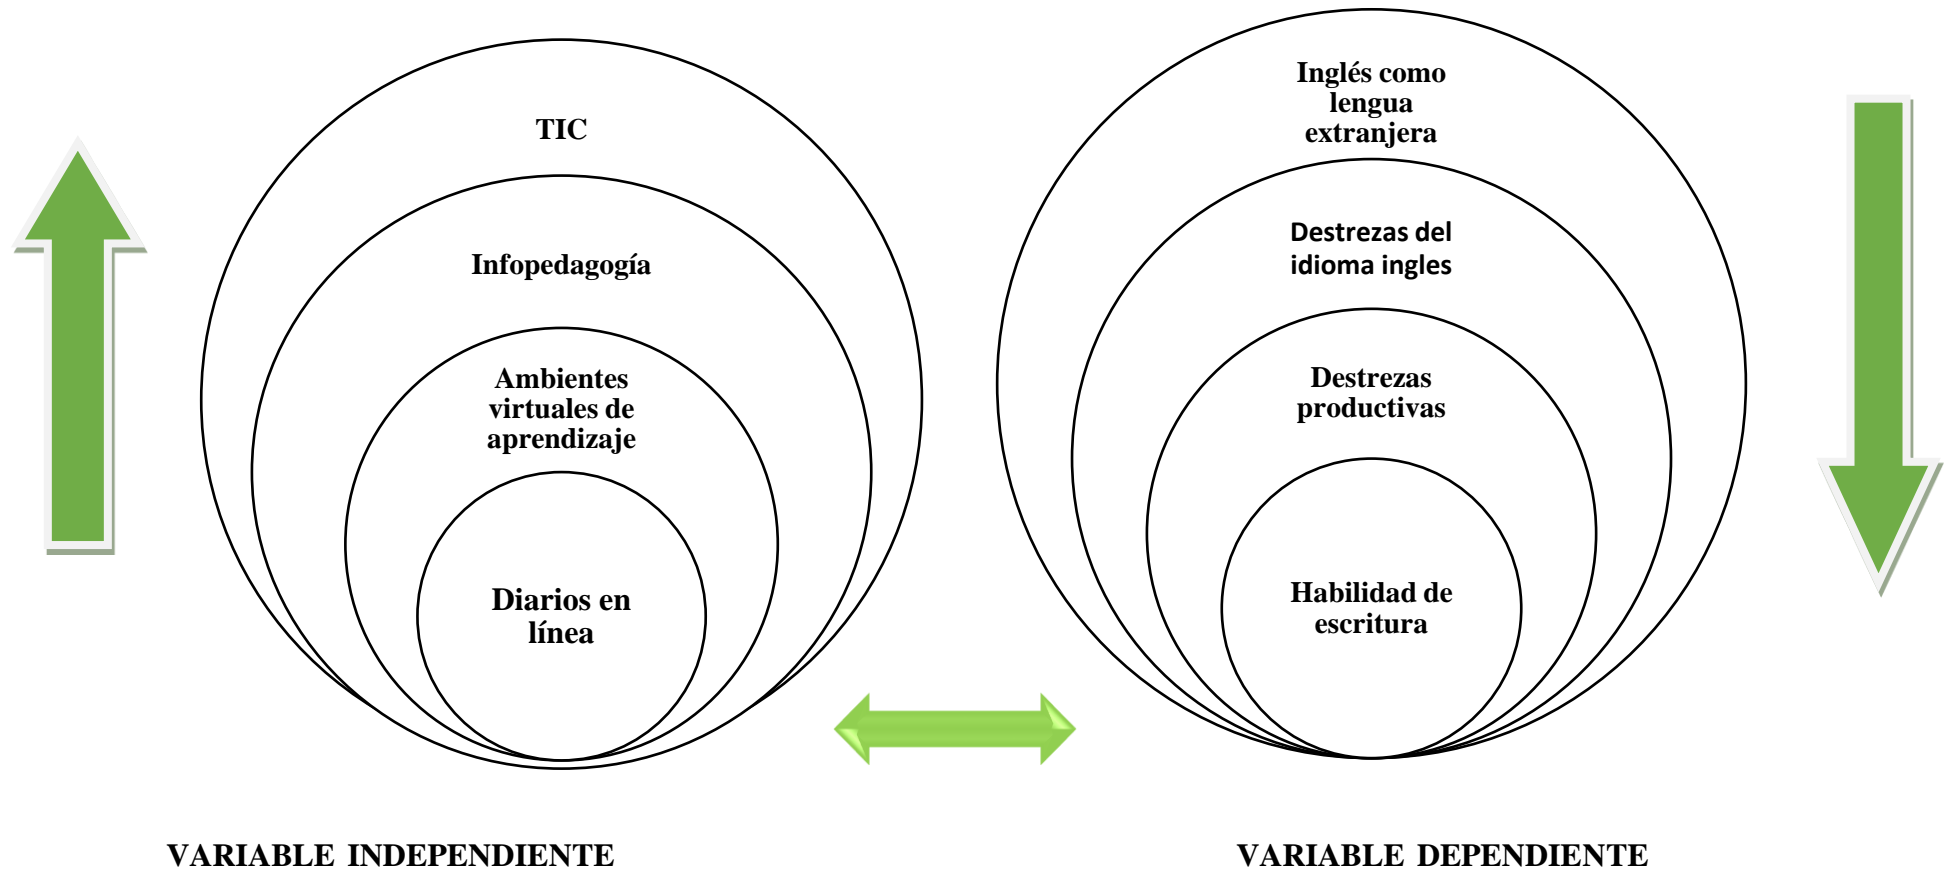 TIC
Infopedagogía
Ambientes
virtuales de
aprendizaje
Diarios en
línea
Inglés como
lengua
extranjera
Destrezas del
idioma ingles
Destrezas
productivas
Habilidad de
escritura
VARIABLE INDEPENDIENTE
VARIABLE DEPENDIENTE